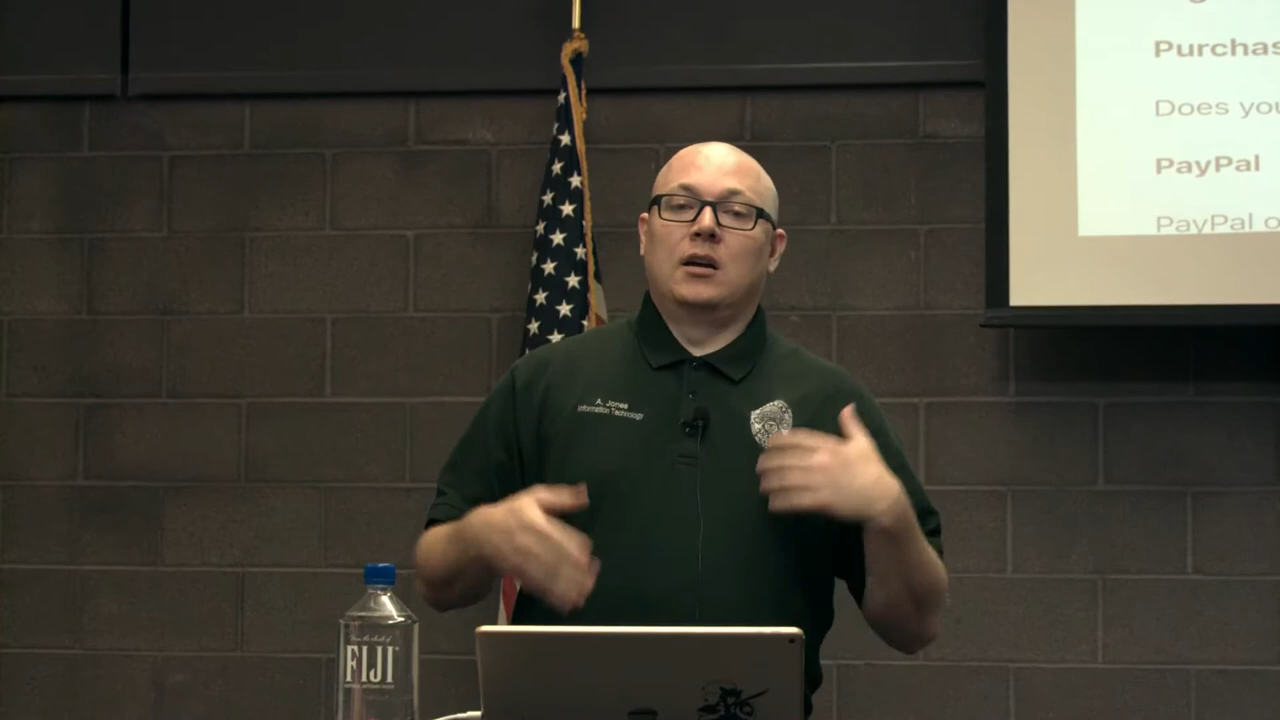 Purchas
Does you
PayPal
PayPal o
A. Jones
Information Technology
FIJI